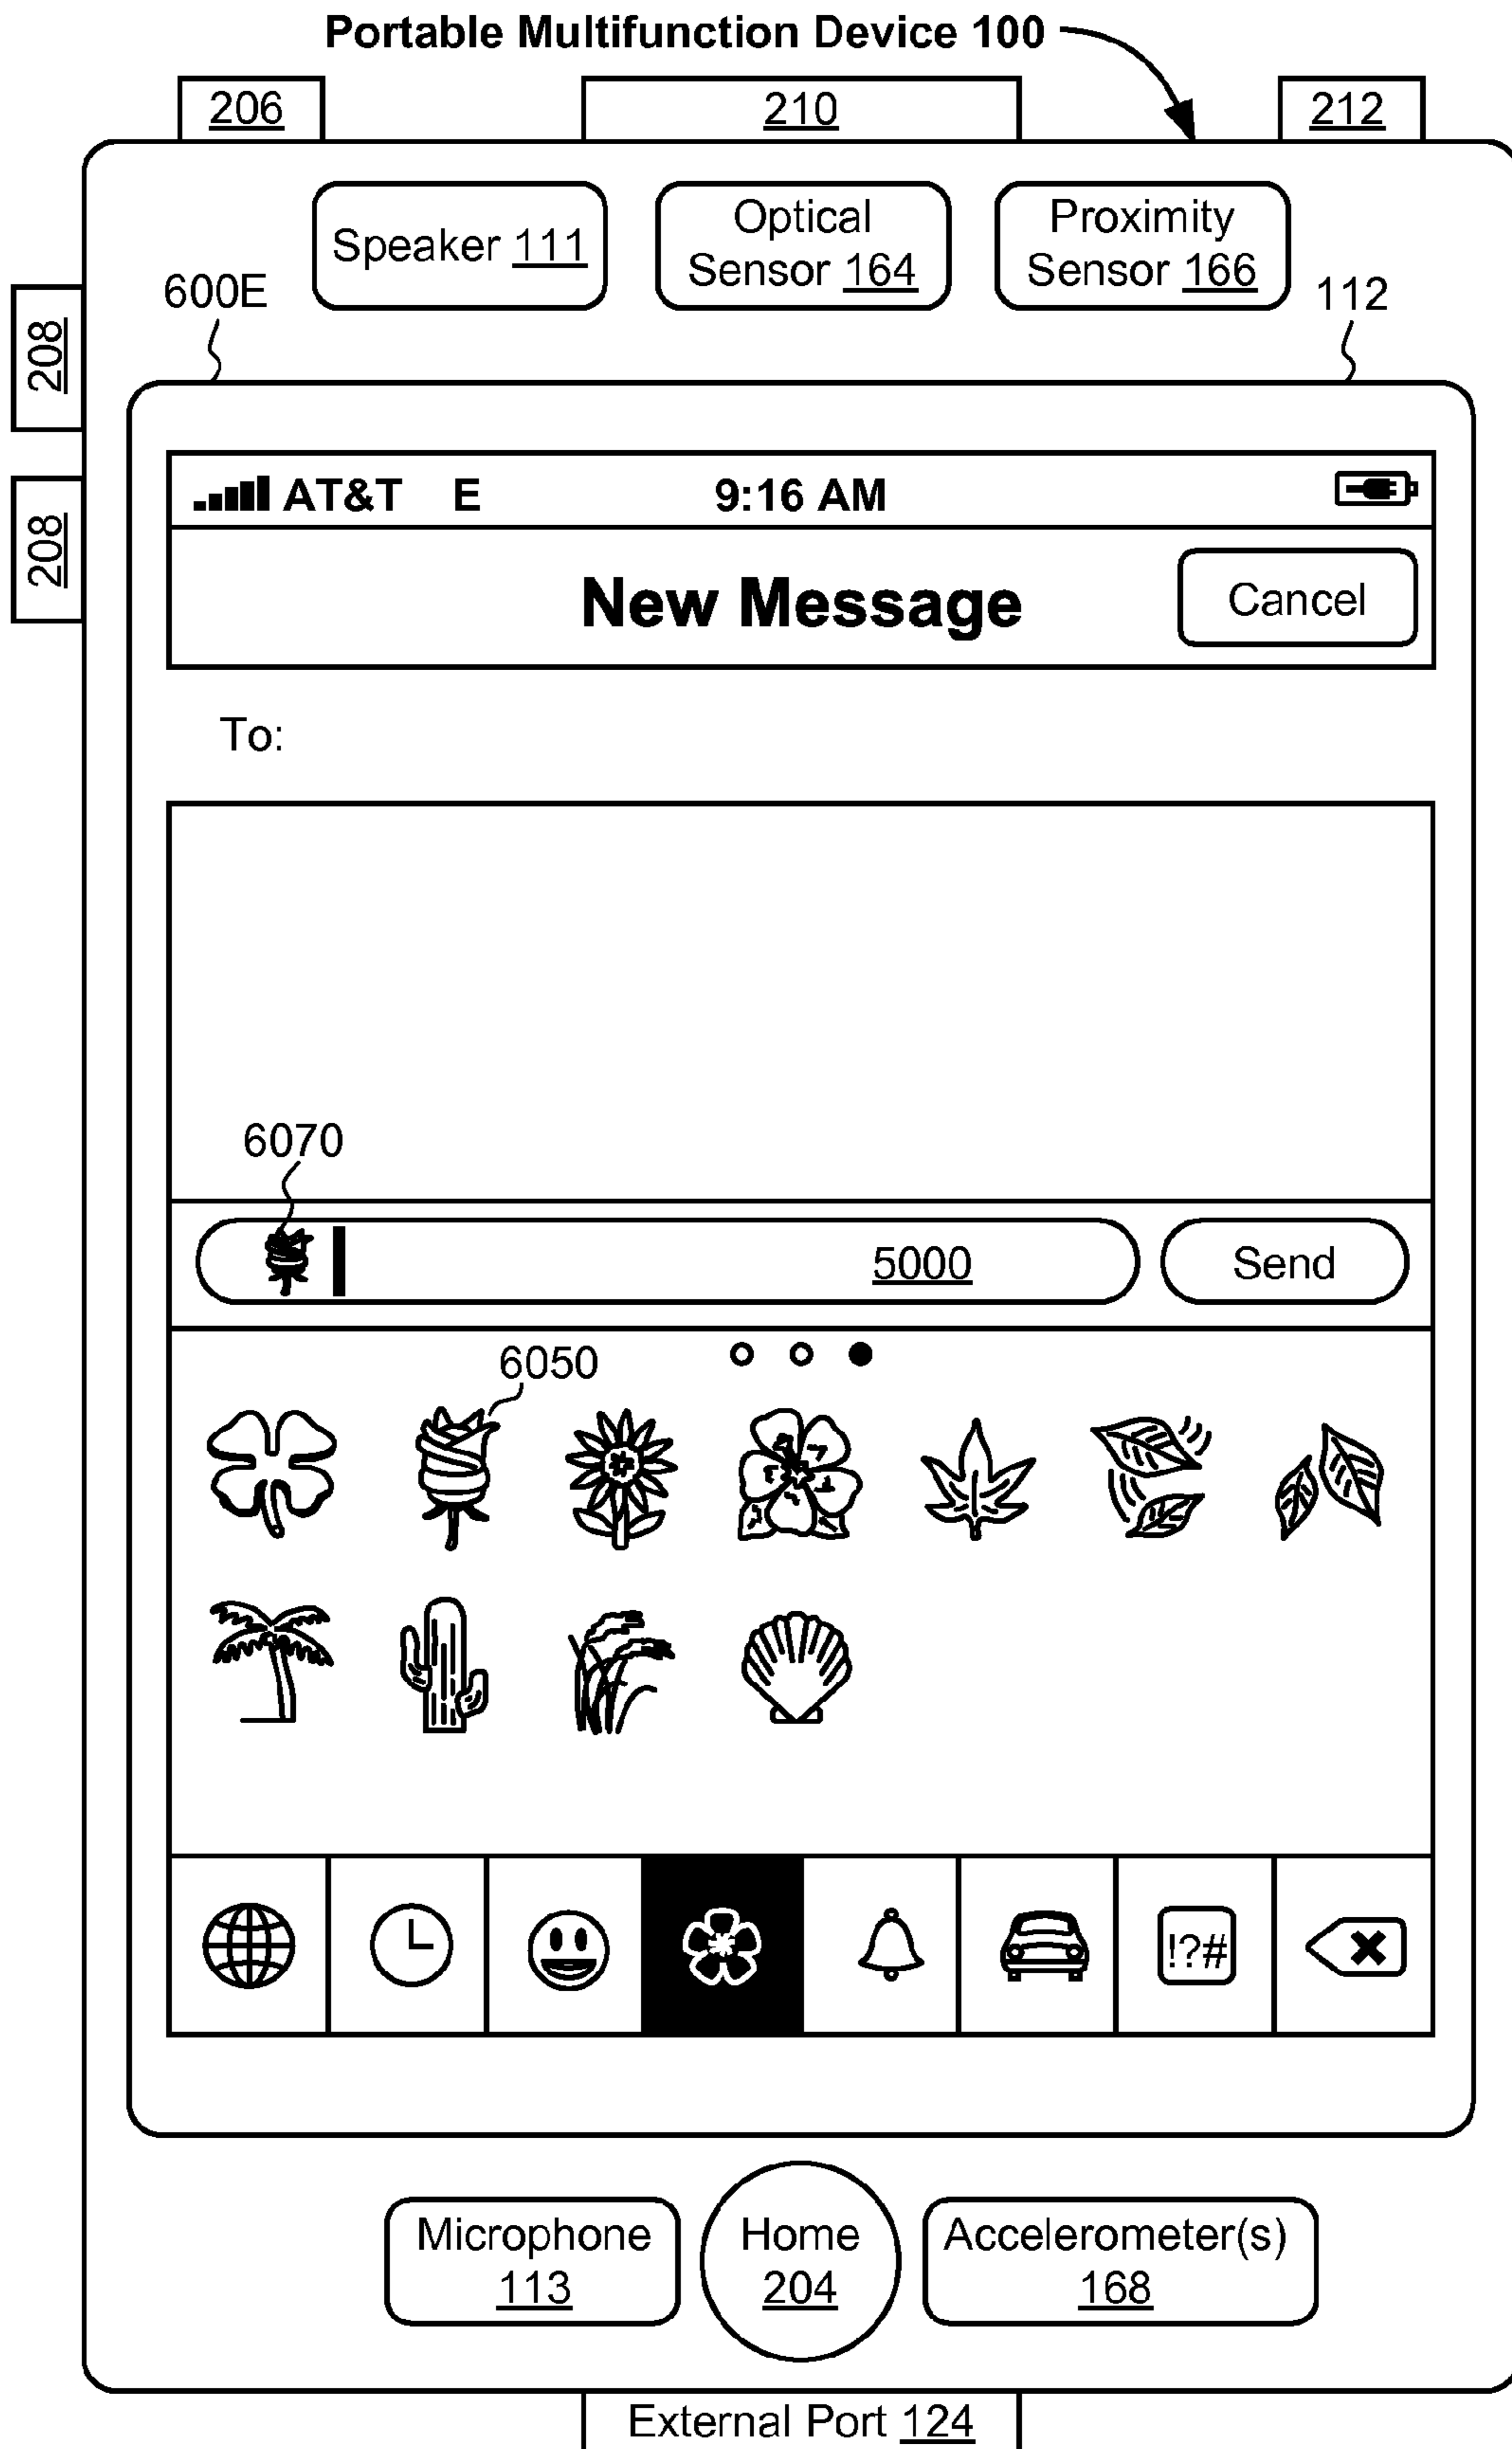 Portable Multifunction Device 100
206 210 212
Speaker 111
Optical
Sensor 164
Proximity
Sensor 166
600E
112
208
208
AT&T E 9:16 AM
New Message Cancel
To:
6070
5000 Send
6050
!?#
Microphone
113
Home
204
Accelerometer(s)
168
External Port 124